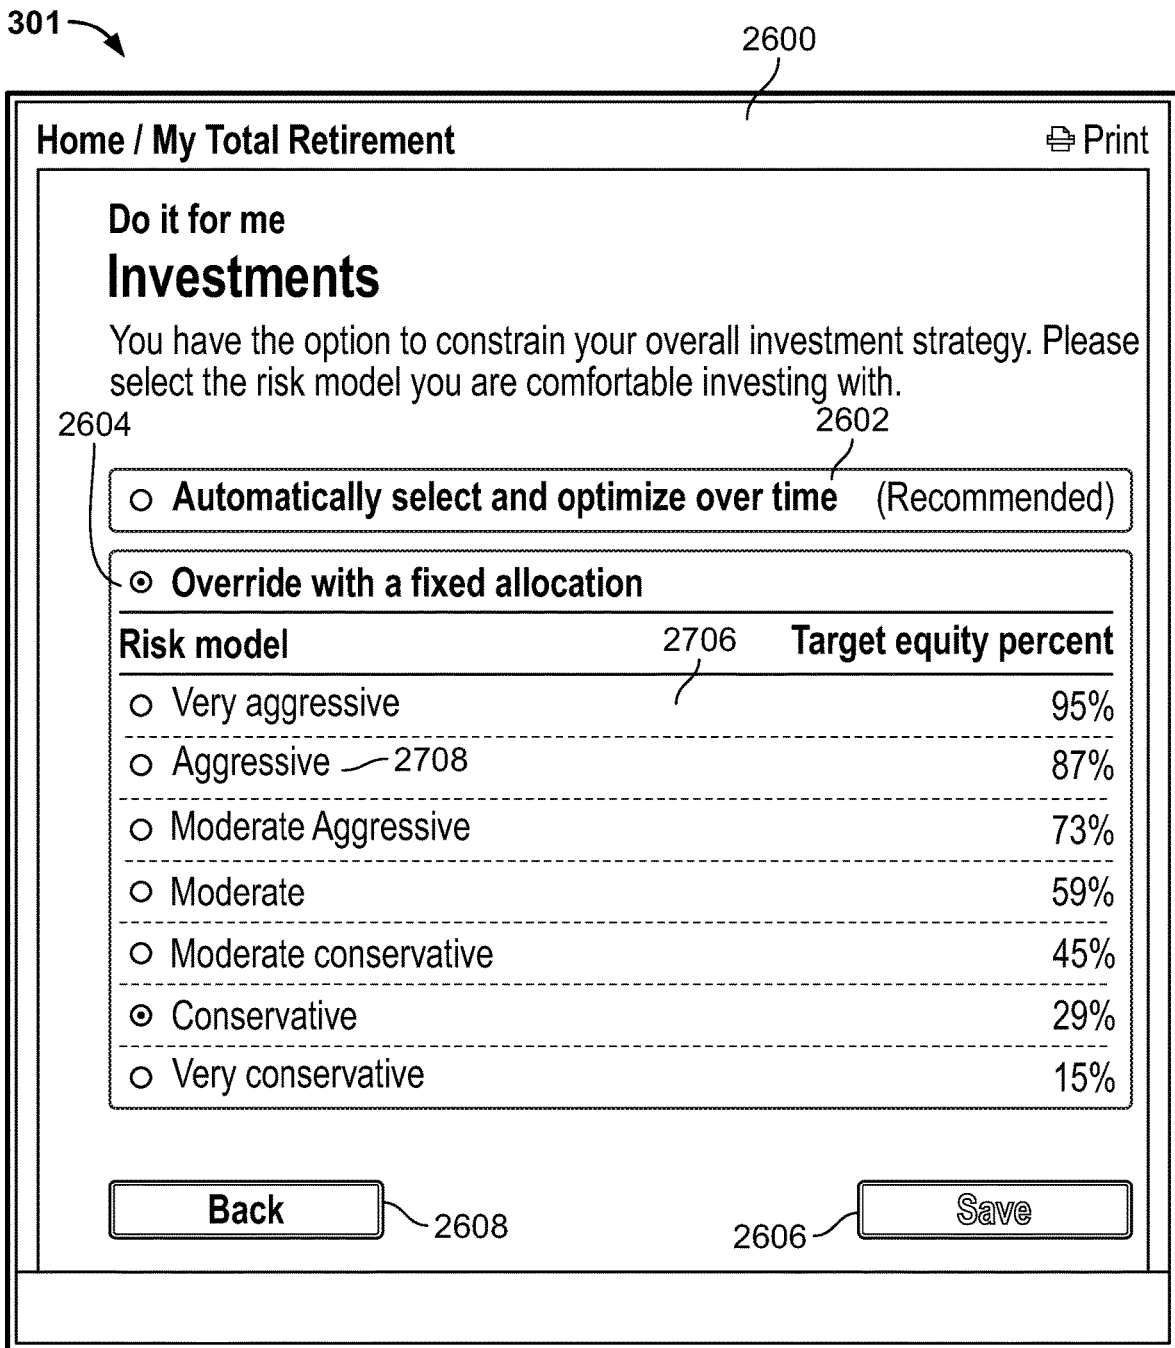 301
2600
Home / My Total Retirement
Print
Do it for me
Investments
You have the option to constrain your overall investment strategy. Please
select the risk model you are comfortable investing with.
2604
2602
Automatically select and optimize over time (Recommended)
Override with a fixed allocation
Risk model 2706 Target equity percent
Very aggressive 95%
Aggressive 2708 87%
Moderate Aggressive 73%
Moderate 59%
Moderate conservative 45%
Conservative 29%
Very conservative 15%
Back 2608 2606 Save